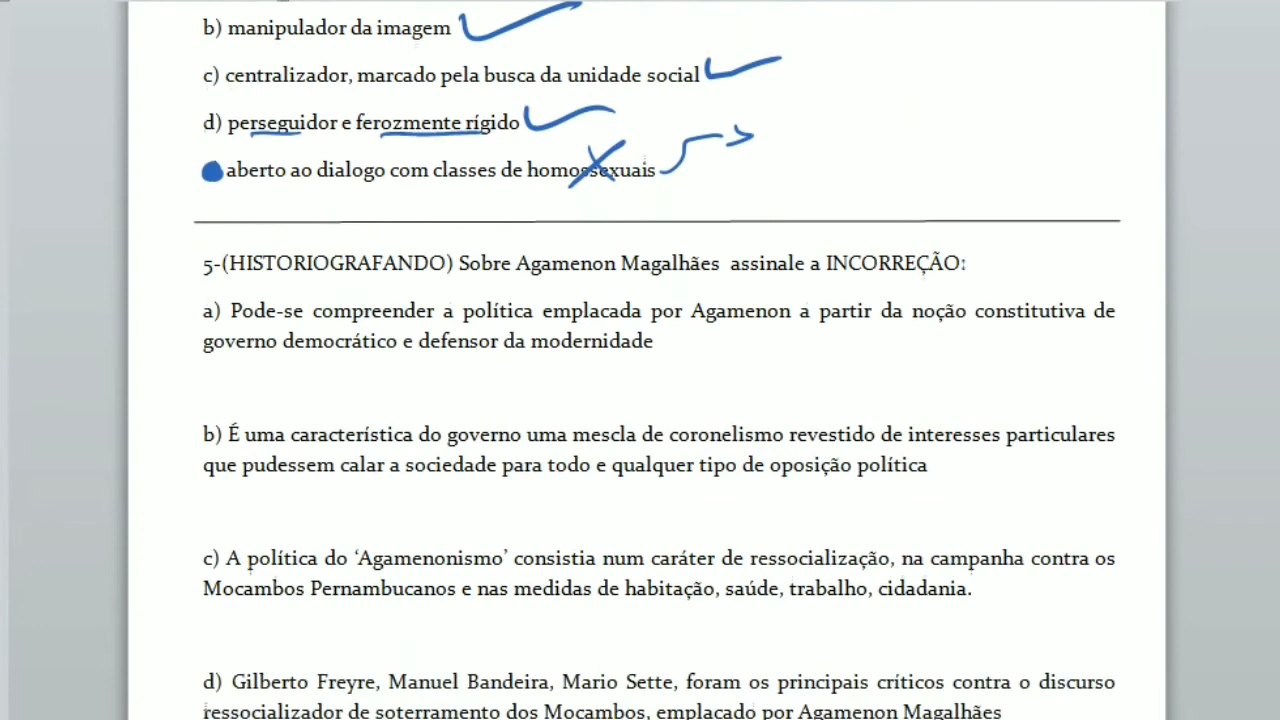 b) manipulador da imagem
c) centralizador, marcado pela busca da unidade social
d) perseguidor e ferozmente rígido
aberto ao dialogo com classes de homossexuais
5-(HISTORIOGRAFANDO) Sobre Agamenon Magalhães assinale a INCORREÇÃO:
a) Pode-se compreender a política emplacada por Agamenon a partir da noção constitutiva de
governo democrático e defensor da modernidade
b) É uma característica do governo uma mescla de coronelismo revestido de interesses particulares
que pudessem calar a sociedade para todo e qualquer tipo de oposição política
c) A política do ‘Agamenonismo’ consistia num caráter de ressocialização, na campanha contra os
Mocambos Pernambucanos e nas medidas de habitação, saúde, trabalho, cidadania.
d) Gilberto Freyre, Manuel Bandeira, Mario Sette, foram os principais críticos contra o discurso
ressocializador de soterramento dos Mocambos, emplacado por Agamenon Magalhães